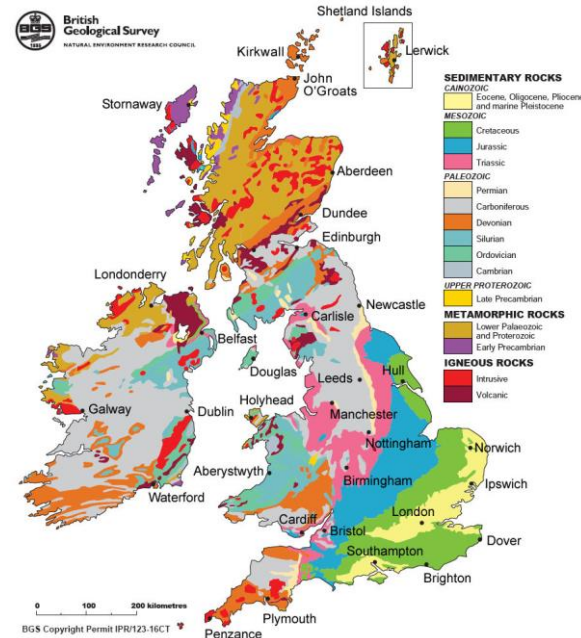 BGS
1835
British
Geological Survey
NATURAL ENVIRONMENT RESEARCH COUNCIL
Shetland Islands
Lerwick
Kirkwall
John
O'Groats
Stornaway
Aberdeen
Dundee
Edinburgh
Londonderry
Newcastle
Carlisle
Belfast
Douglas
Hull
Leeds
Holyhead
Manchester
Galway
Dublin
Nottingham
Norwich
Aberystwyth
Birmingham
Ipswich
Waterford
Cardiff
London
Bristol
Dover
Southampton
Brighton
Plymouth
Penzance
SEDIMENTARY ROCKS
CAINOZOIC
Eocene, Oligocene, Pliocene
and marine Pleistocene
MESOZOIC
Cretaceous
Jurassic
Triassic
PALEOZOIC
Permian
Carboniferous
Devonian
Silurian
Ordovician
Cambrian
UPPER PROTEROZOIC
Late Precambrian
METAMORPHIC ROCKS
Lower Palaeozoic
and Proterozoic
Early Precambrian
IGNEOUS ROCKS
Intrusive
Volcanic
0 100 200 kilometres
BGS Copyright Permit IPR/123-16CT